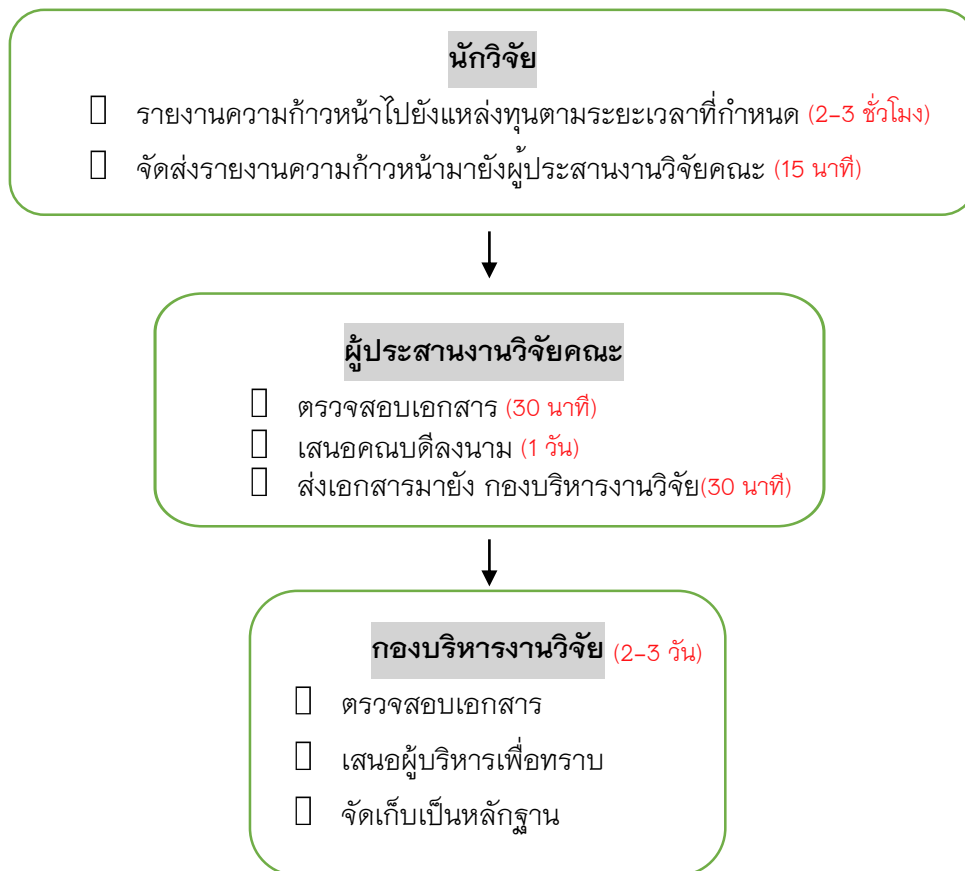 นักวิจัย
รายงานความก้าวหน้าไปยังแหล่งทุนตามระยะเวลาที่กำหนด (2-3 ชั่วโมง)
จัดส่งรายงานความก้าวหน้ามายังผู้ประสานงานวิจัยคณะ (15 นาที)
ผู้ประสานงานวิจัยคณะ
ตรวจสอบเอกสาร (30 นาที)
เสนอคณบดีลงนาม (1 วัน)
ส่งเอกสารมายัง กองบริหารงานวิจัย(30 นาที)
กองบริหารงานวิจัย (2-3 วัน)
ตรวจสอบเอกสาร
เสนอผู้บริหารเพื่อทราบ
จัดเก็บเป็นหลักฐาน